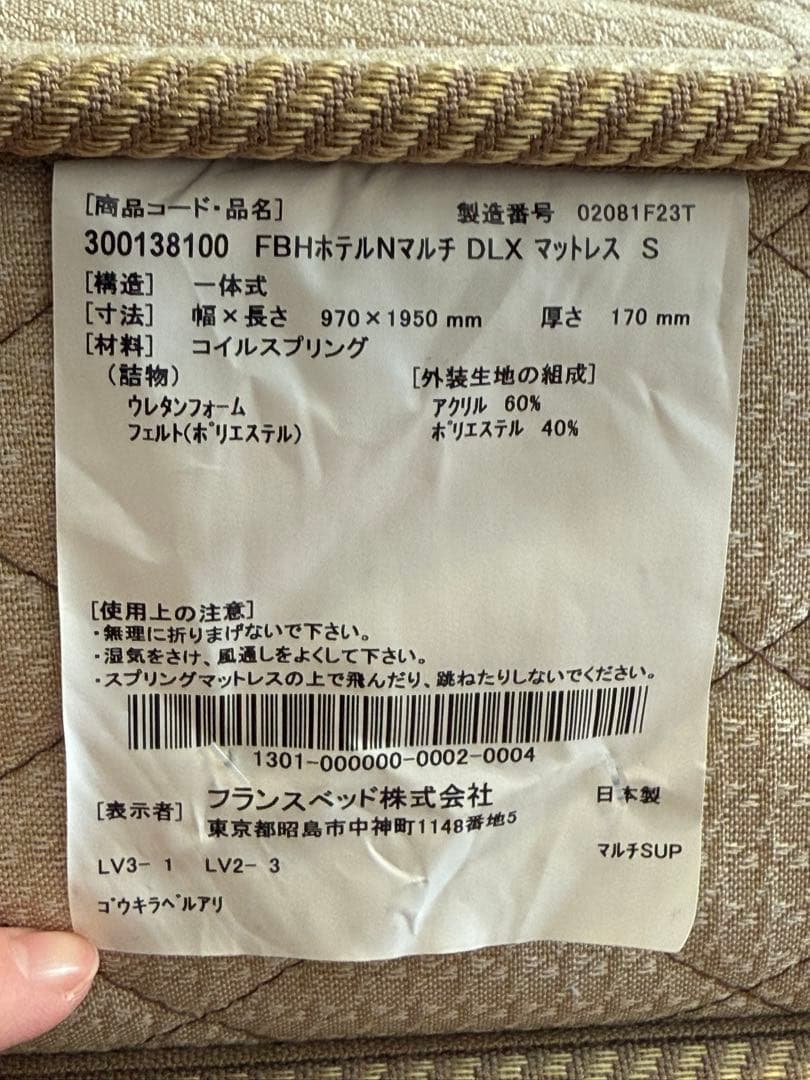 [商品コード・品名] 製造番号 02081F23T
300138100 FBHホテルNマルチ DLX マットレス S
[構造] 一体式
[寸法] 幅×長さ 970×1950 mm 厚さ 170 mm
[材料] コイルスプリング
(詰物) [外装生地の組成]
ウレタンフォーム アクリル 60%
フェルト(ポリエステル) ポリエステル 40%
[使用上の注意]
・無理に折りまげないで下さい。
・湿気をさけ、風通しをよくして下さい。
・スプリングマットレスの上で飛んだり、跳ねたりしないでください。
1301-000000-0002-0004
[表示者] フランスベッド株式会社 日本製
東京都昭島市中神町1148番地5
マルチSUP
LV3- 1 LV2- 3
ゴウキラベルアリ